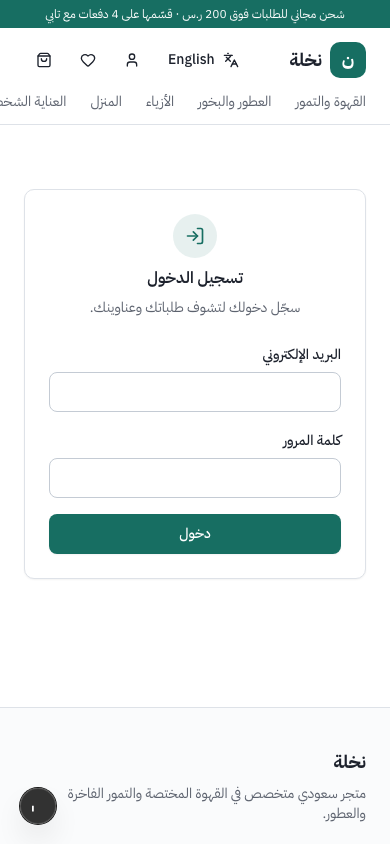 شحن مجاني للطلبات فوق 200 ر.س · قسّمها على 4 دفعات مع تابي
ن نخلة English
القهوة والتمور العطور والبخور الأزياء المنزل العناية
تسجيل الدخول
سجّل دخولك لتشوف طلباتك وعناوينك.
البريد الإلكتروني
كلمة المرور
دخول
نخلة
متجر سعودي متخصص في القهوة المختصة والتمور الفاخرة
والعطور.